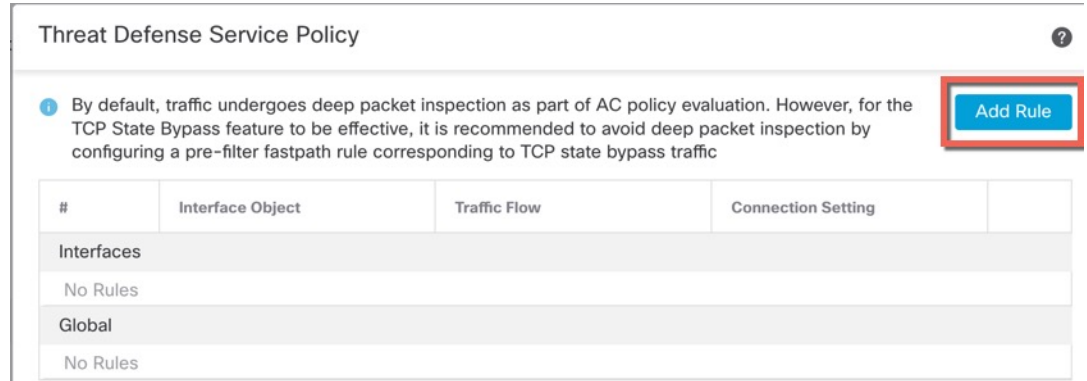 Threat Defense Service Policy
?
i
By default, traffic undergoes deep packet inspection as part of AC policy evaluation. However, for the
TCP State Bypass feature to be effective, it is recommended to avoid deep packet inspection by
configuring a pre-filter fastpath rule corresponding to TCP state bypass traffic
Add Rule
# Interface Object Traffic Flow Connection Setting
Interfaces
No Rules
Global
No Rules